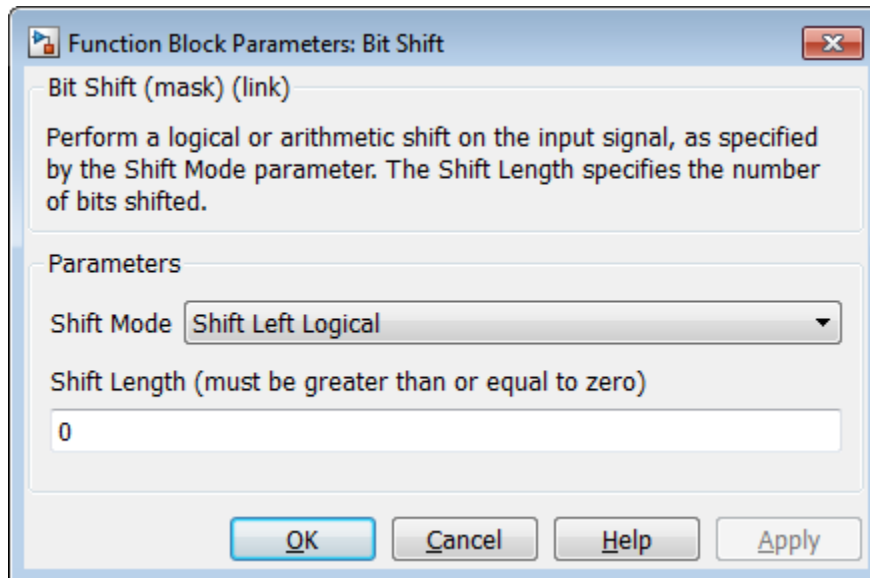 Function Block Parameters: Bit Shift
Bit Shift (mask) (link)
Perform a logical or arithmetic shift on the input signal, as specified
by the Shift Mode parameter. The Shift Length specifies the number
of bits shifted.
Parameters
Shift Mode Shift Left Logical
Shift Length (must be greater than or equal to zero)
0
OK Cancel Help Apply